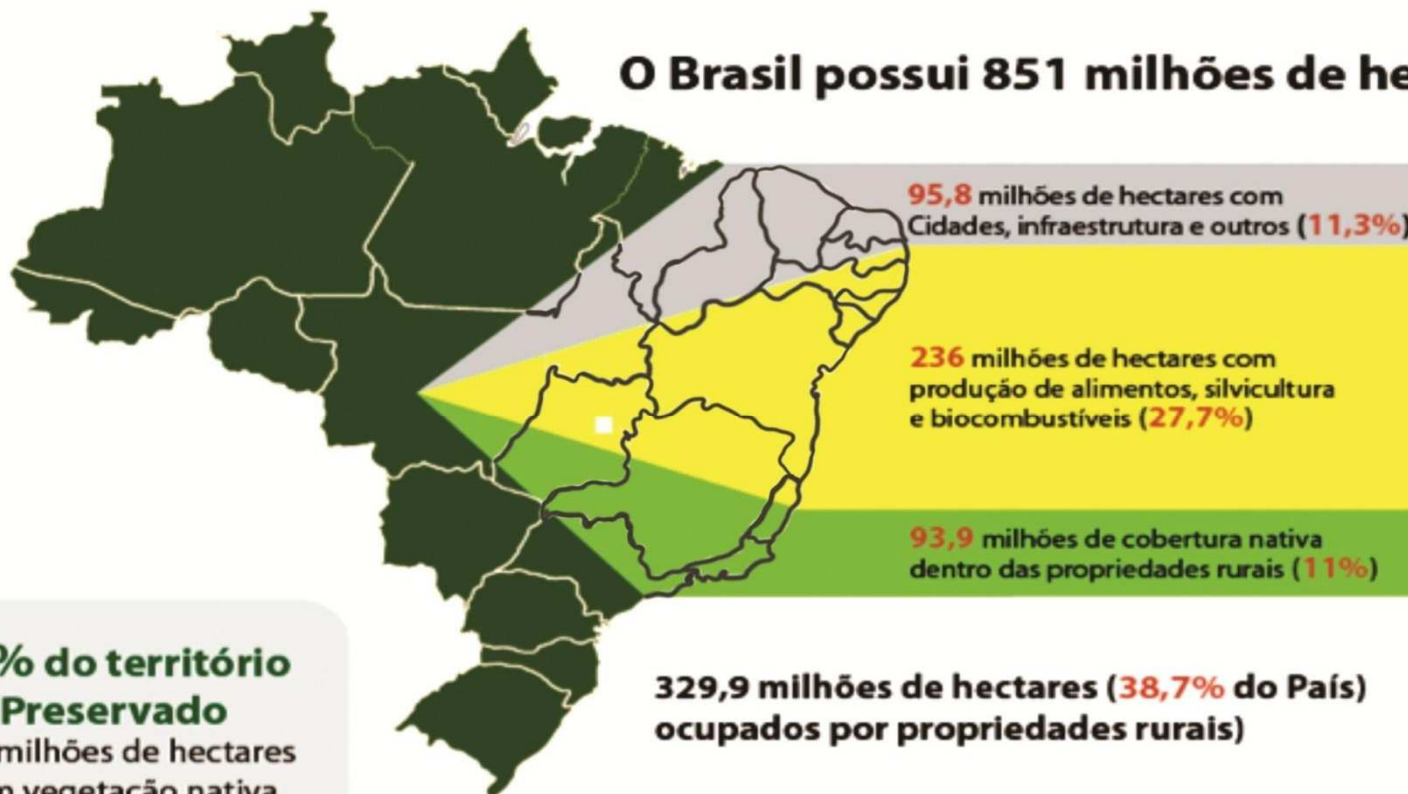 O Brasil possui 851 milhões de he
95,8 milhões de hectares com
Cidades, infraestrutura e outros (11,3%)
236 milhões de hectares com
produção de alimentos, silvicultura
e biocombustíveis (27,7%)
93,9 milhões de cobertura nativa
dentro das propriedades rurais (11%)
329,9 milhões de hectares (38,7% do País)
ocupados por propriedades rurais)
% do território
Preservado
milhões de hectares
vegetação nativa